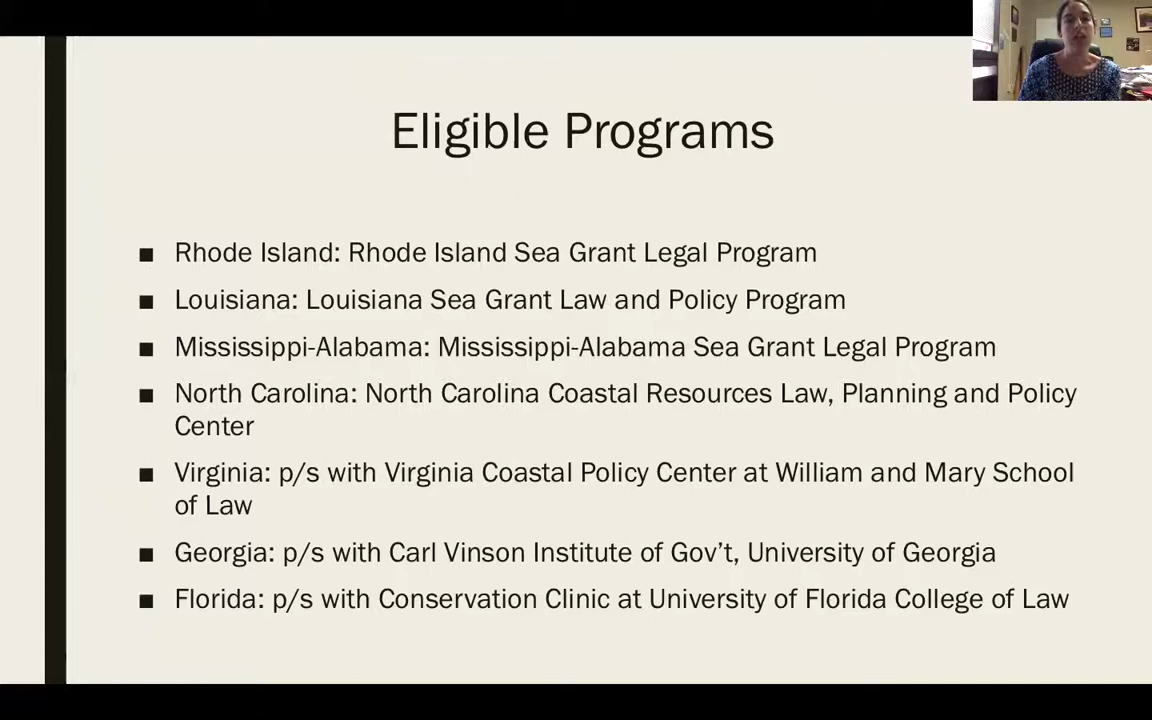 Eligible Programs
■ Rhode Island: Rhode Island Sea Grant Legal Program
■ Louisiana: Louisiana Sea Grant Law and Policy Program
■ Mississippi-Alabama: Mississippi-Alabama Sea Grant Legal Program
■ North Carolina: North Carolina Coastal Resources Law, Planning and Policy
Center
■ Virginia: p/s with Virginia Coastal Policy Center at William and Mary School
of Law
■ Georgia: p/s with Carl Vinson Institute of Gov’t, University of Georgia
■ Florida: p/s with Conservation Clinic at University of Florida College of Law